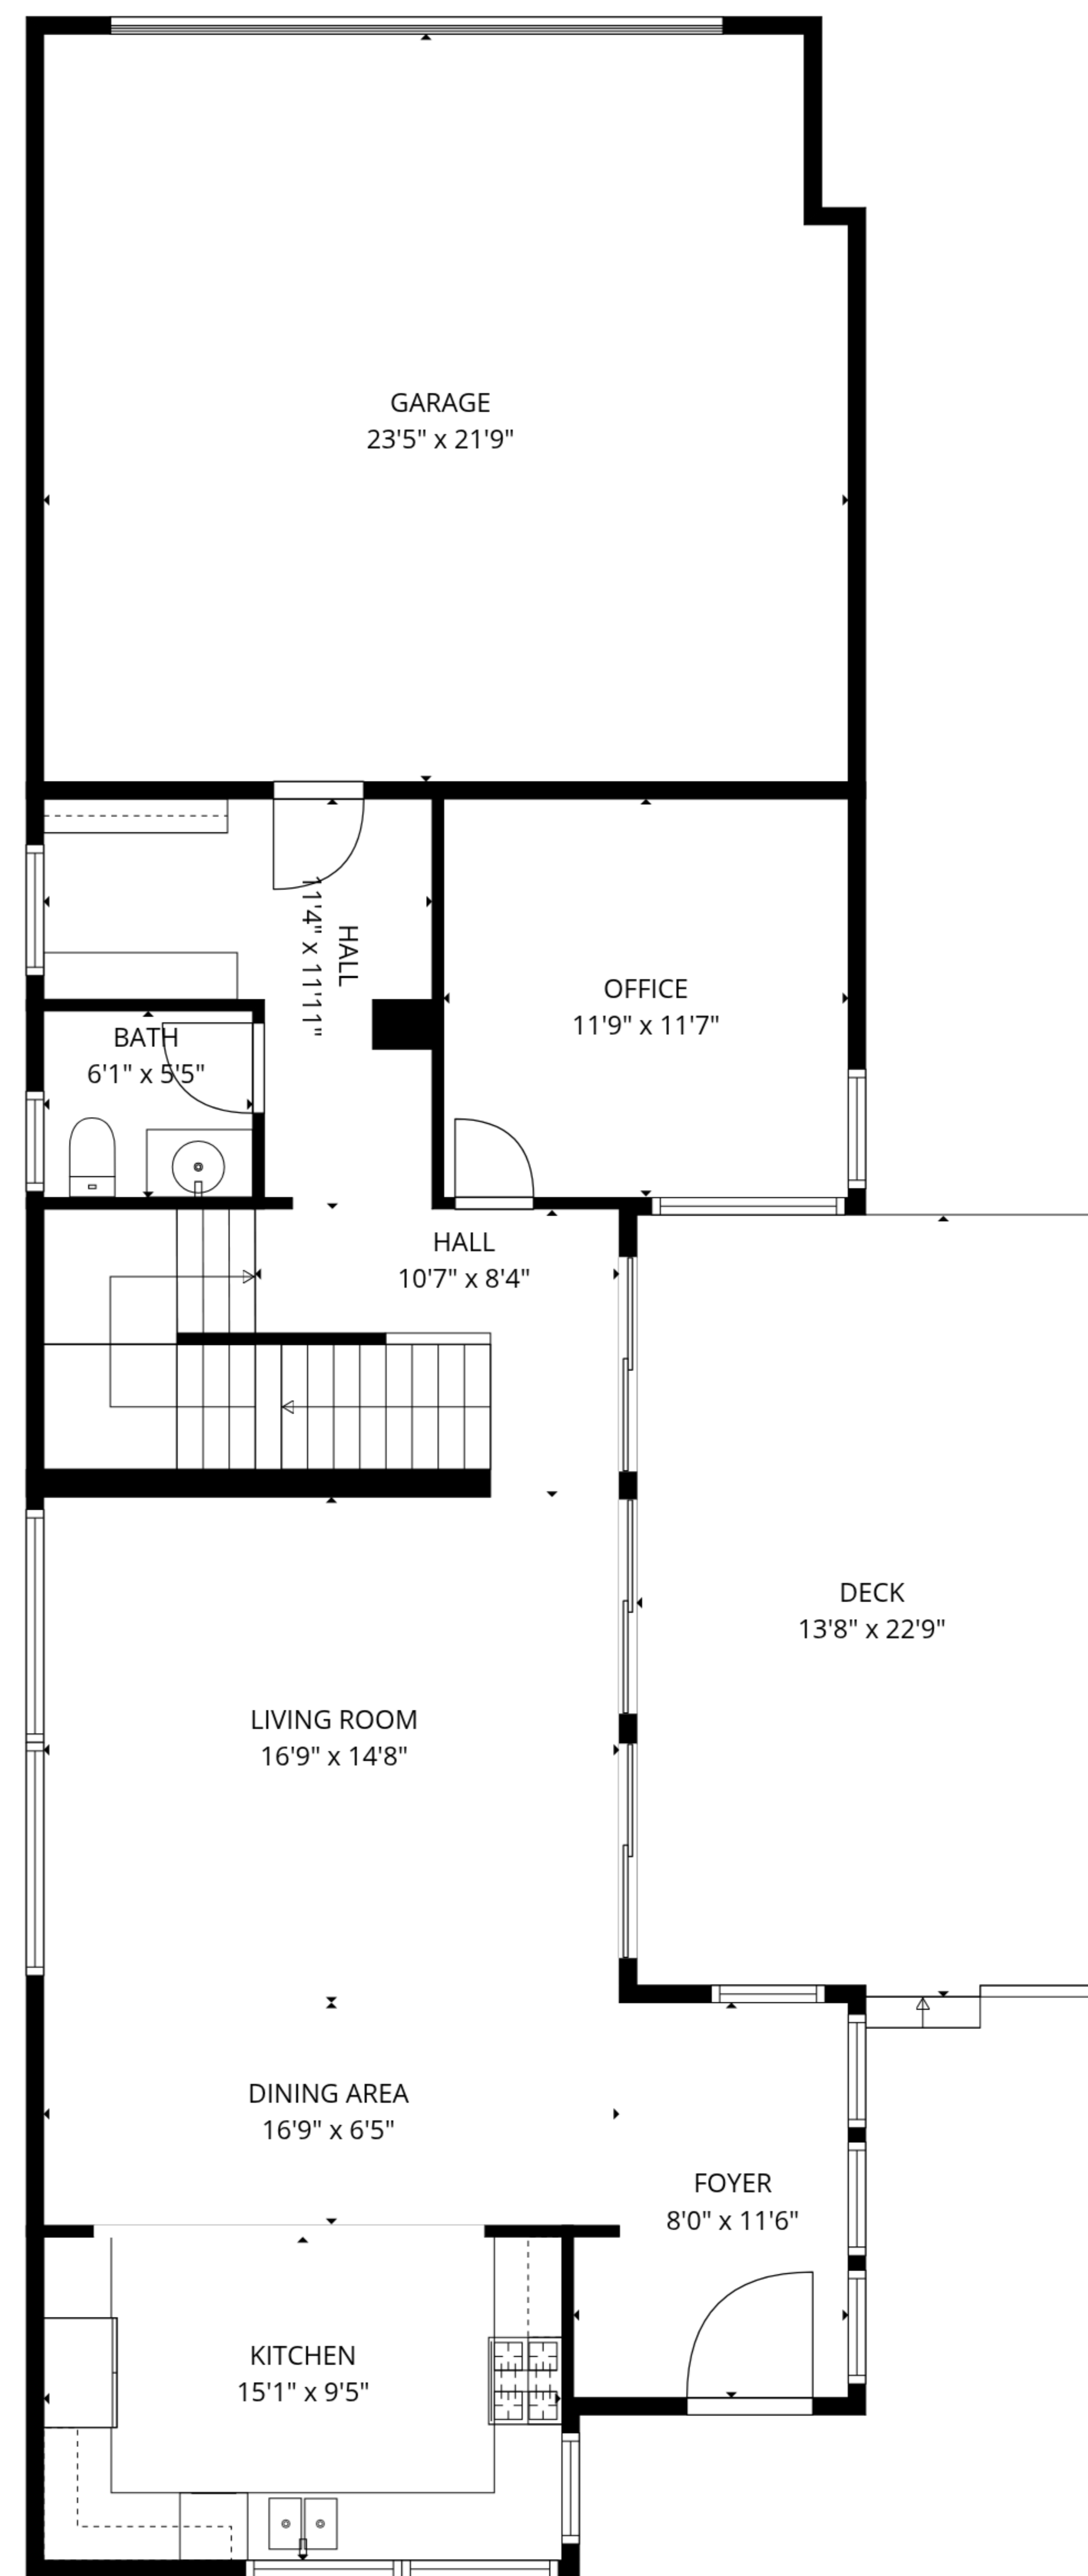 GARAGE
23'5" x 21'9"
HALL
11'4" x 11'11"
OFFICE
11'9" x 11'7"
BATH
6'1" x 5'5"
HALL
10'7" x 8'4"
DECK
13'8" x 22'9"
LIVING ROOM
16'9" x 14'8"
DINING AREA
16'9" x 6'5"
FOYER
8'0" x 11'6"
KITCHEN
15'1" x 9'5"